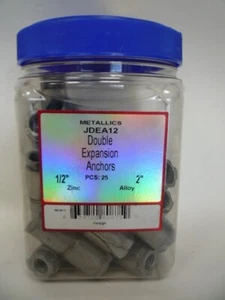 METALLICS
JDEA12
Double
Expansion
Anchors
PCS: 25
1/2" 2"
Zinc Alloy